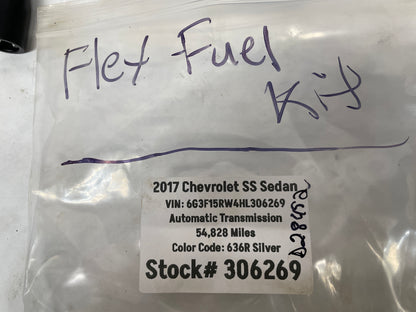 Flex Fuel
Kit
2017 Chevrolet SS Sedan
VIN: 6G3F15RW4HL306269
Automatic Transmission
54,828 Miles
Color Code: 636R Silver
Stock# 306269